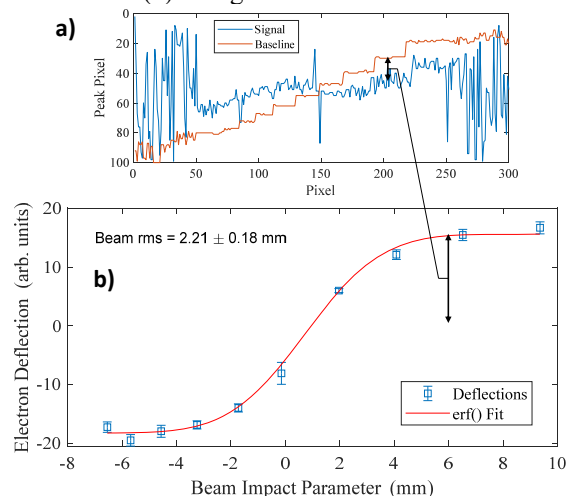 a)
0
20
40
60
80
100
Peak Pixel
Signal
Baseline
0 50 100 150 200 250 300
Pixel
20
10
0
-10
-20
Electron Deflection (arb. units)
Beam rms = 2.21 ± 0.18 mm
b)
Deflections
erf() Fit
-8 -6 -4 -2 0 2 4 6 8 10
Beam Impact Parameter (mm)